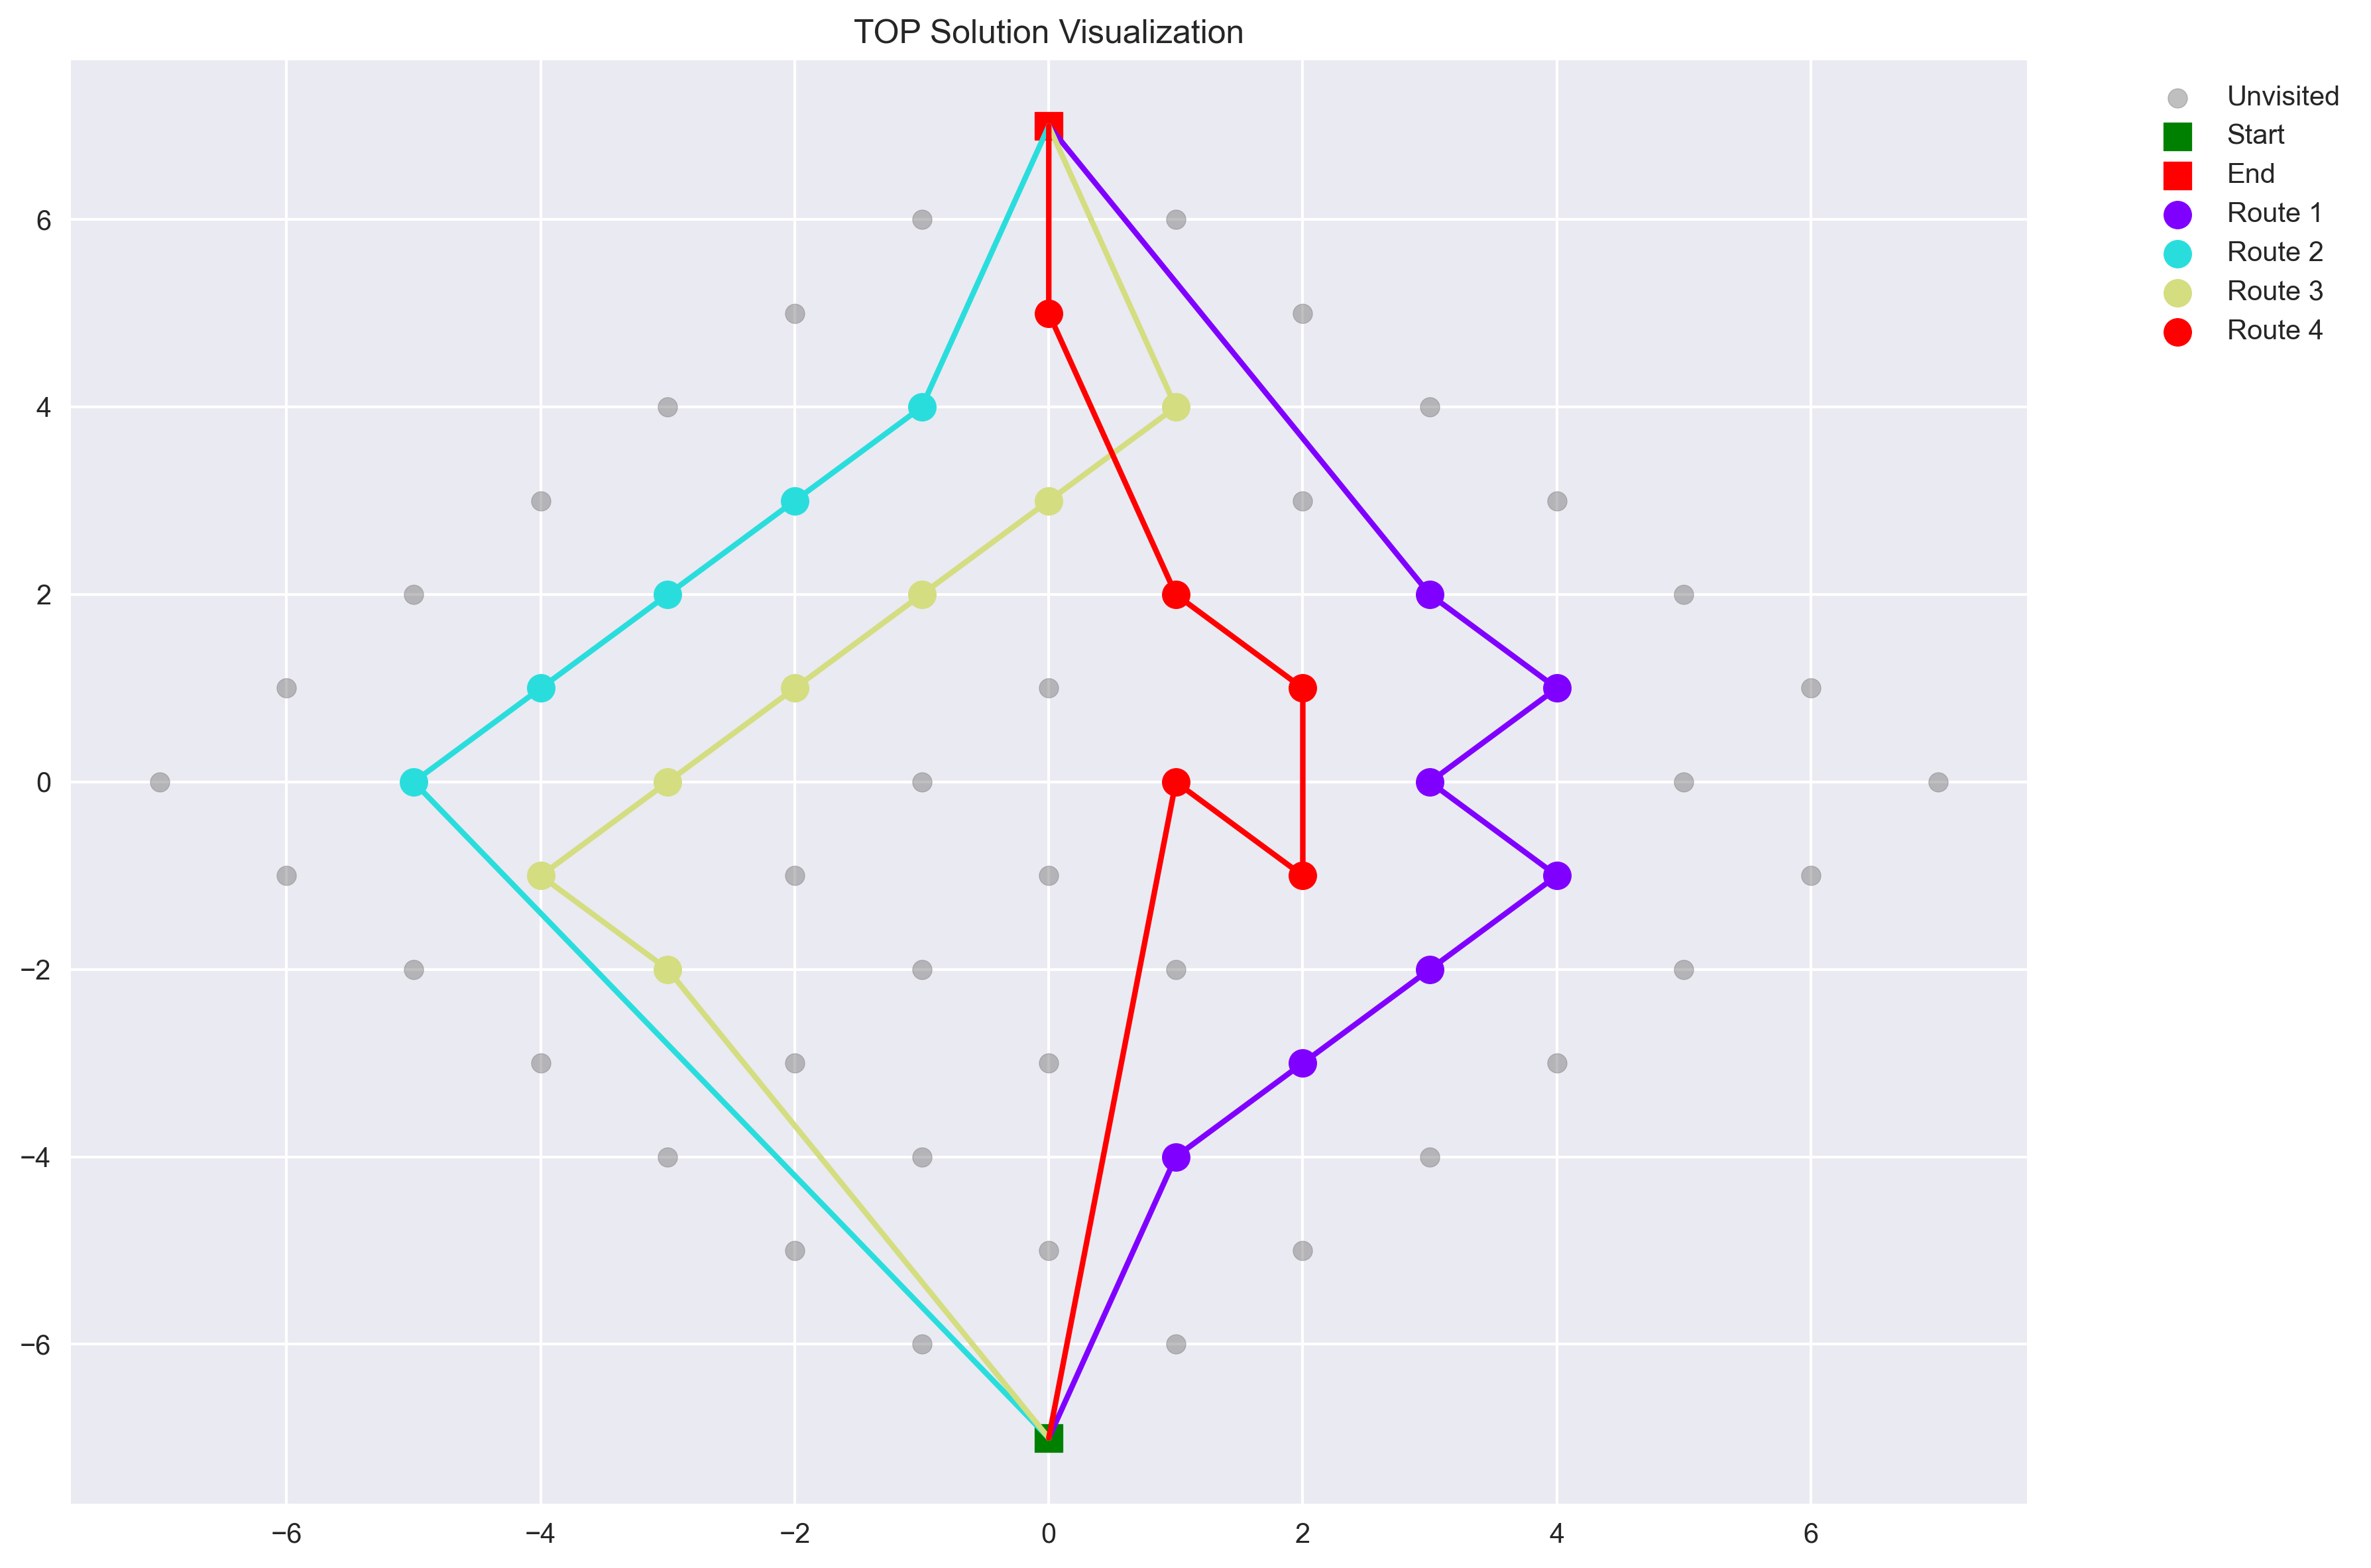 TOP Solution Visualization
Unvisited
Start
End
Route 1
Route 2
Route 3
Route 4
6
4
2
0
−2
−4
−6
−6
−4
−2
0
2
4
6